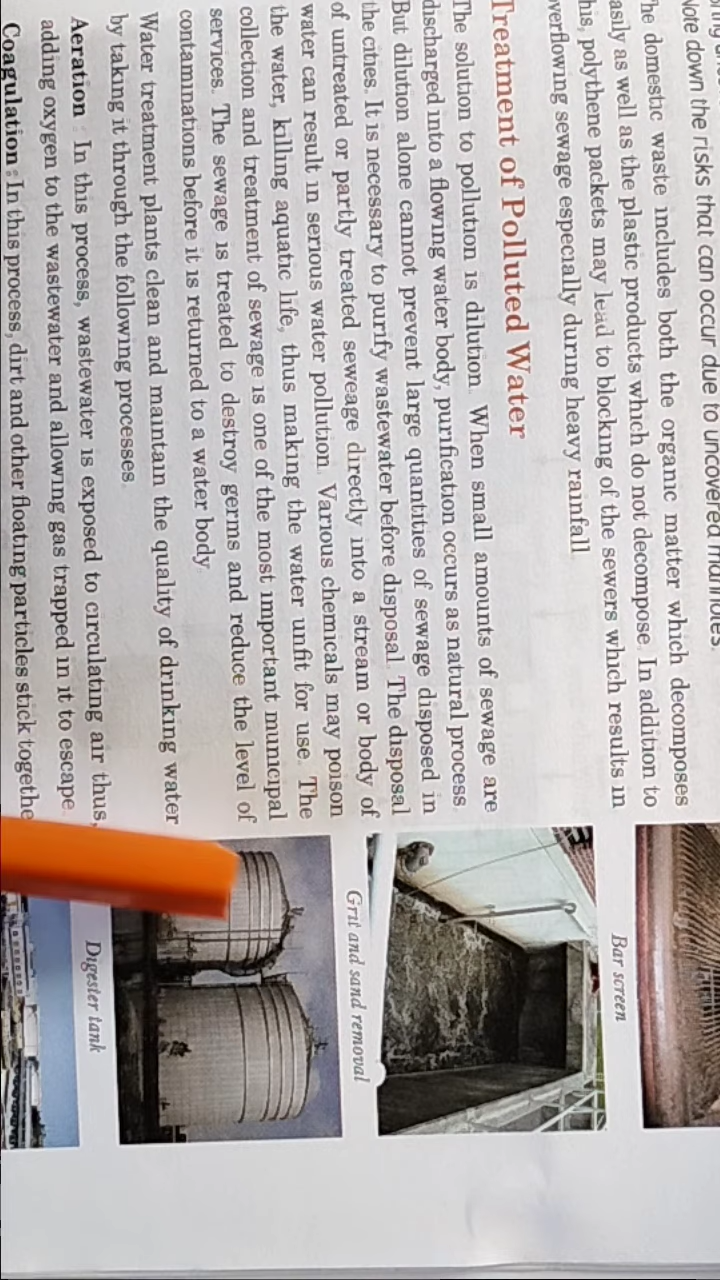 Note down the risks that can occur due to uncovered manholes.
he domestic waste includes both the organic matter which decomposes
asily as well as the plastic products which do not decompose. In addition to
his, polythene packets may lead to blocking of the sewers which results in
verflowing sewage especially during heavy rainfall
Treatment of Polluted Water
The solution to pollution is dilution. When small amounts of sewage are
discharged into a flowing water body, purification occurs as natural process.
But dilution alone cannot prevent large quantities of sewage disposed in
the cities. It is necessary to purify wastewater before disposal. The disposal
of untreated or partly treated seweage directly into a stream or body of
water can result in serious water pollution. Various chemicals may poison
the water, killing aquatic life, thus making the water unfit for use. The
collection and treatment of sewage is one of the most important municipal
services. The sewage is treated to destroy germs and reduce the level of
contaminations before it is returned to a water body.
Water treatment plants clean and maintain the quality of drinking water
by taking it through the following processes.
Aeration : In this process, wastewater is exposed to circulating air thus,
adding oxygen to the wastewater and allowing gas trapped in it to escape.
Coagulation : In this process, dirt and other floating particles stick togethe
Bar screen
Grit and sand removal
Digester tank